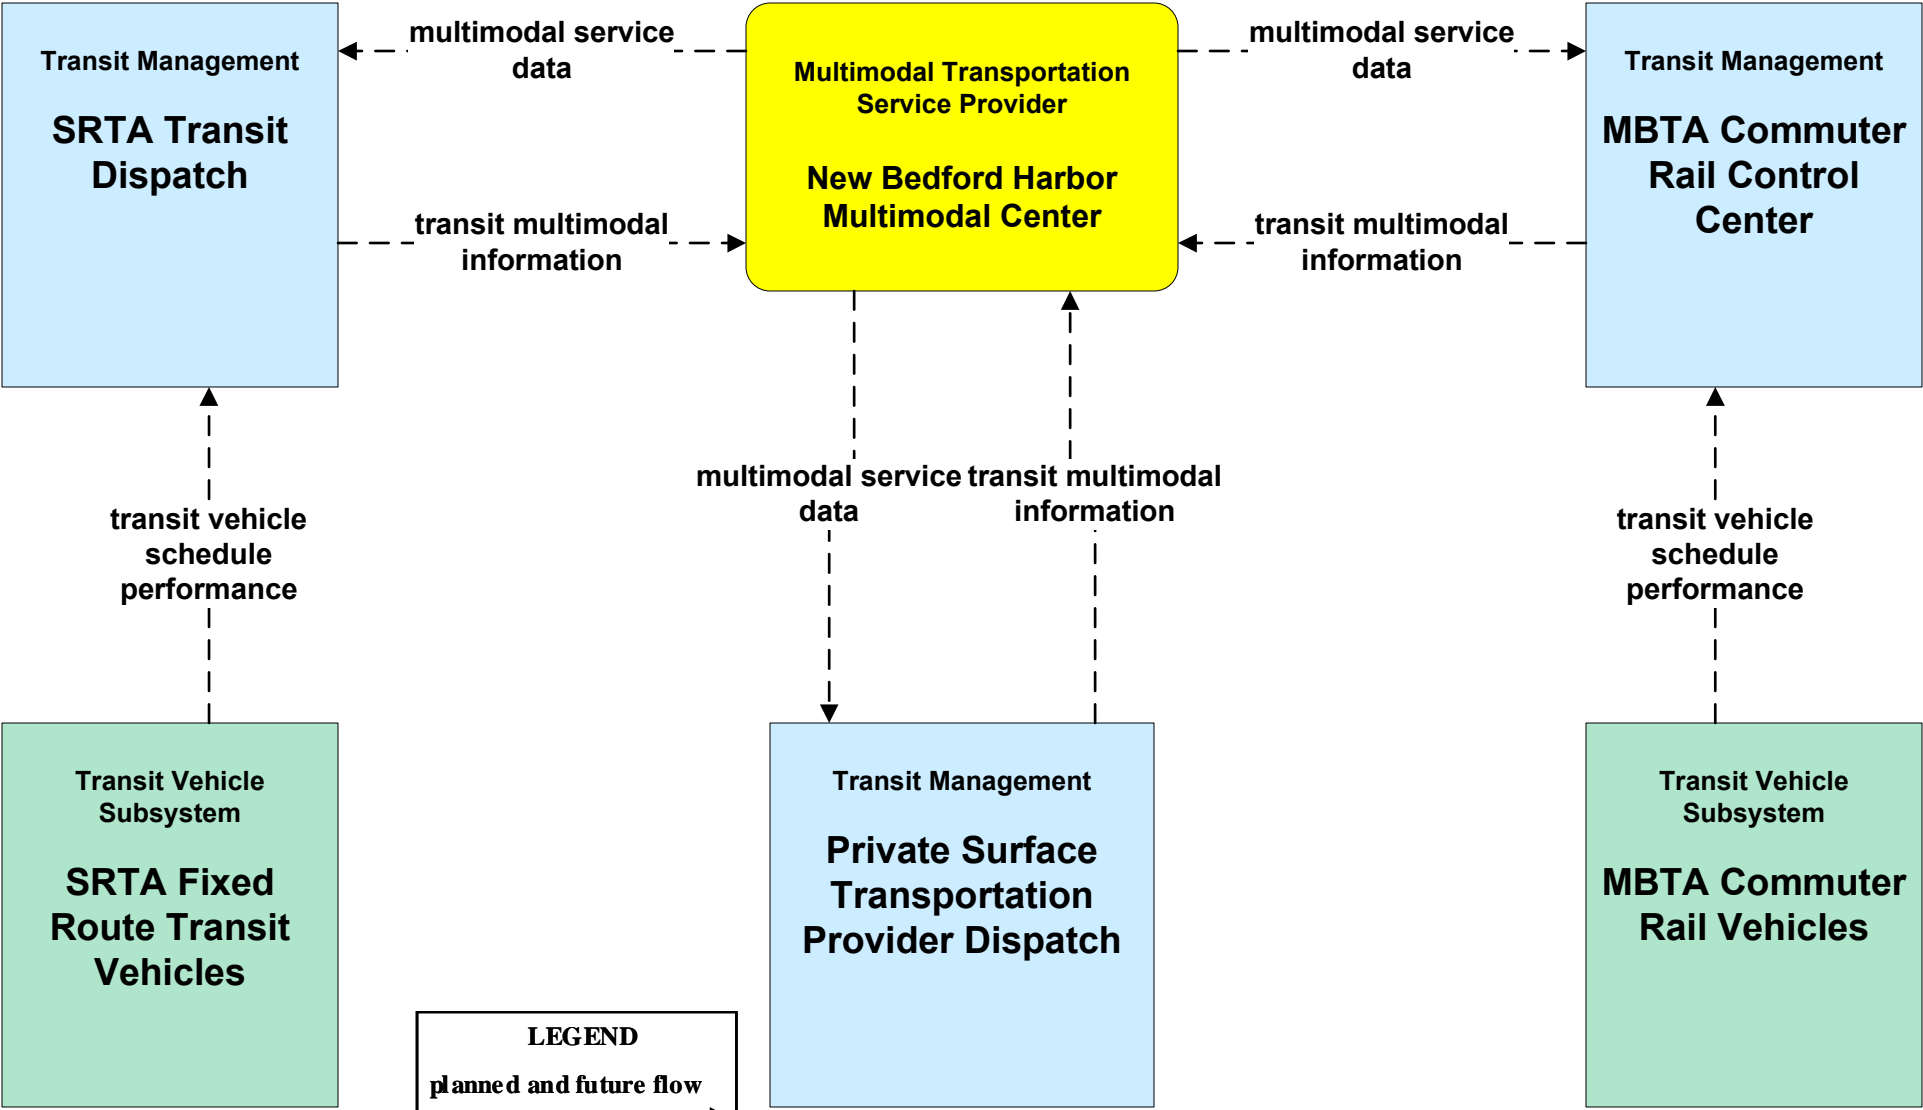 Transit Management
SRTA Transit
Dispatch
multimodal service
data
transit multimodal
information
Multimodal Transportation
Service Provider
New Bedford Harbor
Multimodal Center
multimodal service
data
transit multimodal
information
Transit Management
MBTA Commuter
Rail Control
Center
transit vehicle
schedule
performance
multimodal service
data
transit multimodal
information
transit vehicle
schedule
performance
Transit Vehicle
Subsystem
SRTA Fixed
Route Transit
Vehicles
Transit Management
Private Surface
Transportation
Provider Dispatch
Transit Vehicle
Subsystem
MBTA Commuter
Rail Vehicles
LEGEND
planned and future flow